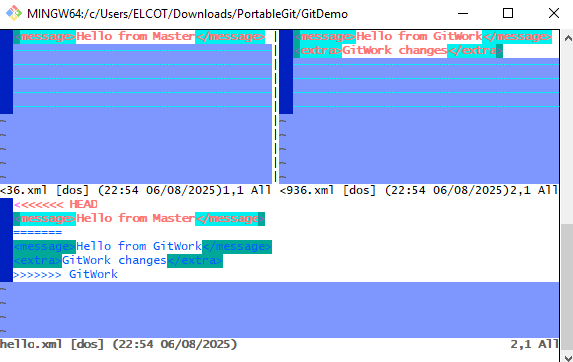 MINGW64:/c/Users/ELCOT/Downloads/PortableGit/GitDemo
<message>Hello from Master</message>
~
~
~
~
~
<36.xml [dos] (22:54 06/08/2025)1,1 All
<message>Hello from GitWork</message>
<extra>GitWork changes</extra>
~
~
~
~
~
<936.xml [dos] (22:54 06/08/2025)2,1 All
<<<<<<< HEAD
<message>Hello from Master</message>
=======
<message>Hello from GitWork</message>
<extra>GitWork changes</extra>
>>>>>>> GitWork
~
~
~
~
hello.xml [dos] (22:54 06/08/2025) 2,1 All